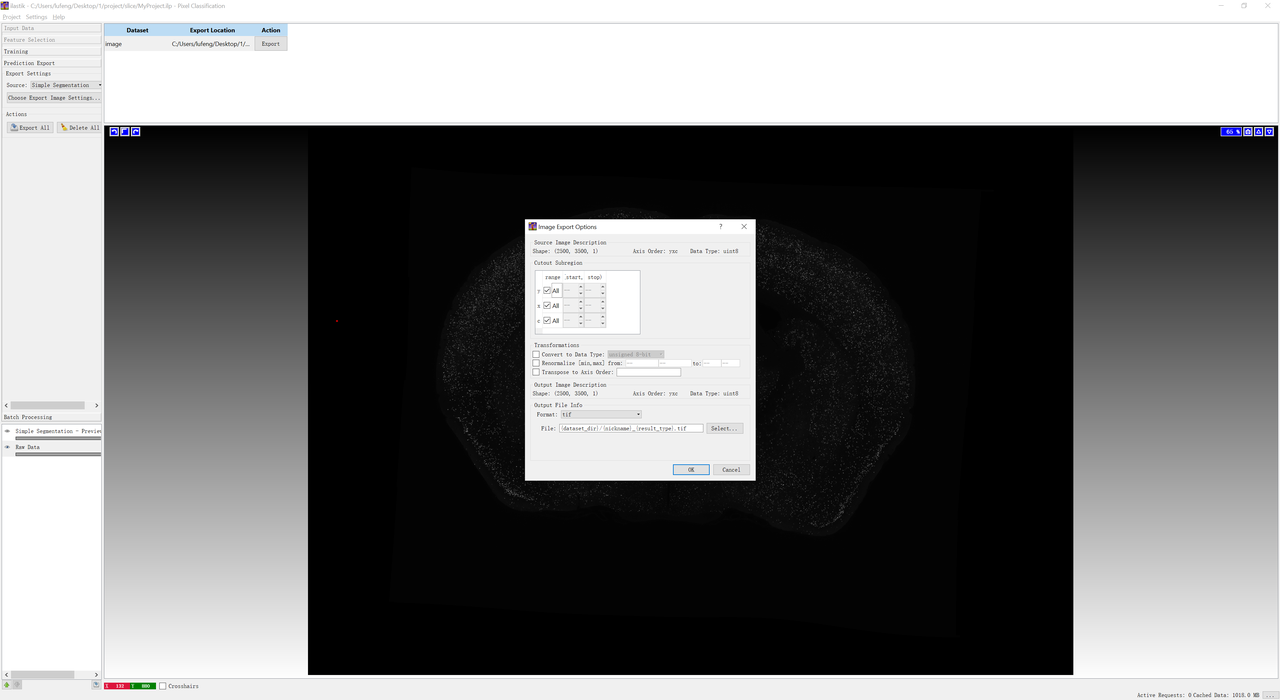 ilastik - C:/Users/lufeng/Desktop/1/project/slice/MyProject.ilp - Pixel Classification
Project Settings Help
Input Data
Feature Selection
Training
Prediction Export
Export Settings
Source: Simple Segmentation
Choose Export Image Settings...
Actions
Export All Delete All
Dataset Export Location Action
image C:/Users/lufeng/Desktop/1/... Export
65 %
Image Export Options
Source Image Description
Shape: (2500, 3500, 1) Axis Order: yxc Data Type: uint8
Cutout Subregion
range start, stop)
y All --- ---
x All --- ---
c All --- ---
Transformations
Convert to Data Type: unsigned 8-bit
Renormalize [min,max] from: --- --- to: --- ---
Transpose to Axis Order:
Output Image Description
Shape: (2500, 3500, 1) Axis Order: yxc Data Type: uint8
Output File Info
Format: tif
File: {dataset_dir}/{nickname}_{result_type}.tif Select...
OK Cancel
Batch Processing
Simple Segmentation - Preview
Raw Data
X 132 Y 880 Crosshairs
Active Requests: 0 Cached Data: 1018.0 MB ...